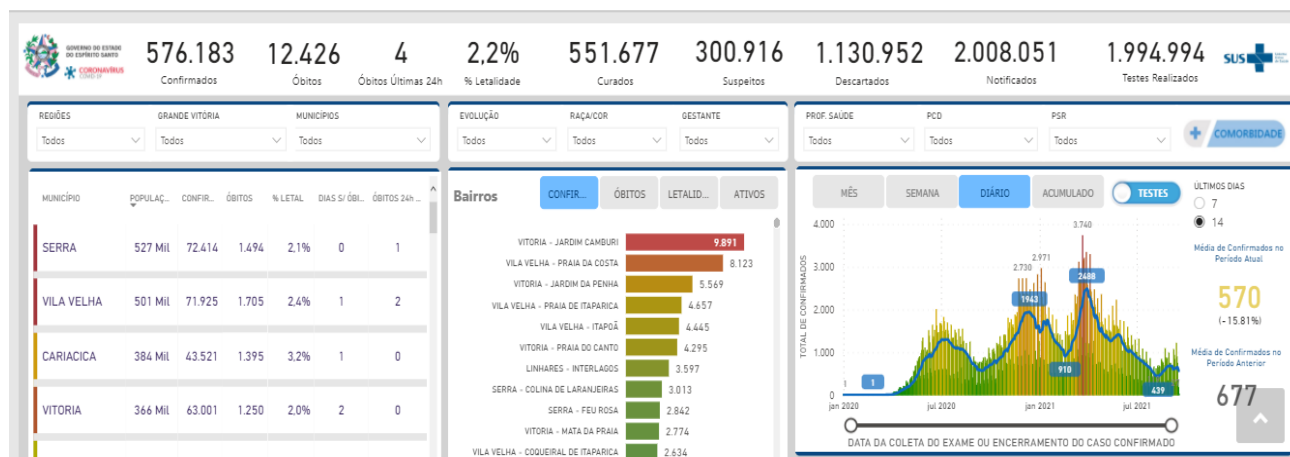 GOVERNO DO ESTADO
DO ESPÍRITO SANTO
CORONAVÍRUS
COVID-19
576.183
Confirmados
12.426
Óbitos
4
Óbitos Últimas 24h
2,2%
% Letalidade
551.677
Curados
300.916
Suspeitos
1.130.952
Descartados
2.008.051
Notificados
1.994.994
Testes Realizados
SUS
REGIÕES GRANDE VITÓRIA MUNICÍPIOS
Todos Todos Todos
EVOLUÇÃO RAÇA/COR GESTANTE
Todos Todos Todos
PROF. SAÚDE PCD PSR
Todos Todos Todos
+ COMORBIDADE
MUNICÍPIO POPULAÇ... CONFIR... ÓBITOS % LETAL DIAS S/ ÓBI... ÓBITOS 24h ...
SERRA 527 Mil 72.414 1.494 2,1% 0 1
VILA VELHA 501 Mil 71.925 1.705 2,4% 1 2
CARIACICA 384 Mil 43.521 1.395 3,2% 1 0
VITORIA 366 Mil 63.001 1.250 2,0% 2 0
Bairros
CONFIR... ÓBITOS LETALID... ATIVOS
VITORIA - JARDIM CAMBURI 9.891
VILA VELHA - PRAIA DA COSTA 8.123
VITORIA - JARDIM DA PENHA 5.569
VILA VELHA - PRAIA DE ITAPARICA 4.657
VILA VELHA - ITAPOÃ 4.445
VITORIA - PRAIA DO CANTO 4.295
LINHARES - INTERLAGOS 3.597
SERRA - COLINA DE LARANJEIRAS 3.013
SERRA - FEU ROSA 2.842
VITORIA - MATA DA PRAIA 2.774
VILA VELHA - COQUEIRAL DE ITAPARICA 2.634
MÊS SEMANA DIÁRIO ACUMULADO TESTES
TOTAL DE CONFIRMADOS
4.000
3.000
2.000
1.000
0
3.740
2.971
2.730
2488
1943
910
439
1 1
jan 2020 jul 2020 jan 2021 jul 2021
DATA DA COLETA DO EXAME OU ENCERRAMENTO DO CASO CONFIRMADO
ÚLTIMOS DIAS
7
14
Média de Confirmados no
Período Atual
570
(-15.81%)
Média de Confirmados no
Período Anterior
677